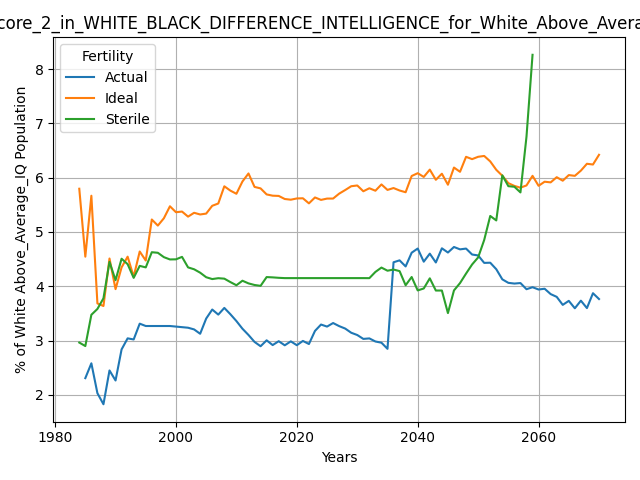 core_2_in_WHITE_BLACK_DIFFERENCE_INTELLIGENCE_for_White_Above_Avera
Fertility
Actual
Ideal
Sterile
% of White Above_Average_IQ Population
8
7
6
5
4
3
2
1980
2000
2020
2040
2060
Years